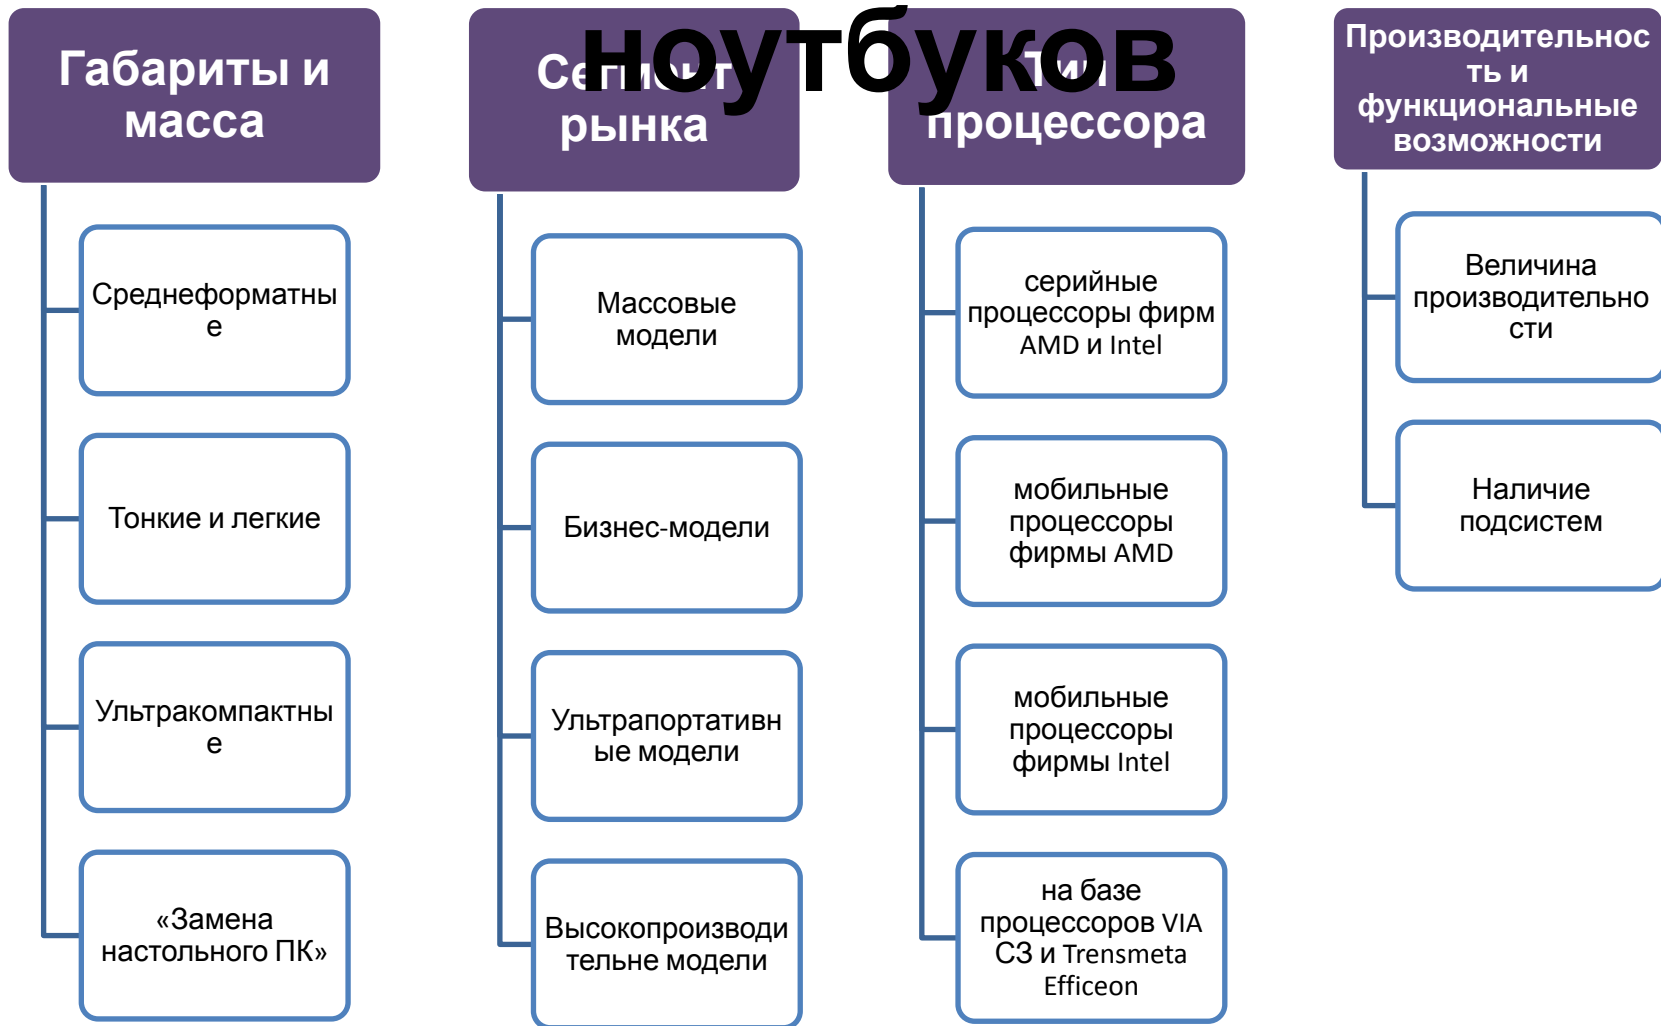 ноутбуков
Габариты и
масса
Среднеформатны
е
Тонкие и легкие
Ультракомпактны
е
«Замена
настольного ПК»
Сегмент
рынка
Массовые
модели
Бизнес-модели
Ультрапортативн
ые модели
Высокопроизводи
тельне модели
Тип
процессора
серийные
процессоры фирм
AMD и Intel
мобильные
процессоры
фирмы AMD
мобильные
процессоры
фирмы Intel
на базе
процессоров VIA
C3 и Trensmeta
Efficeon
Производительнос
ть и
функциональные
возможности
Величина
производительно
сти
Наличие
подсистем